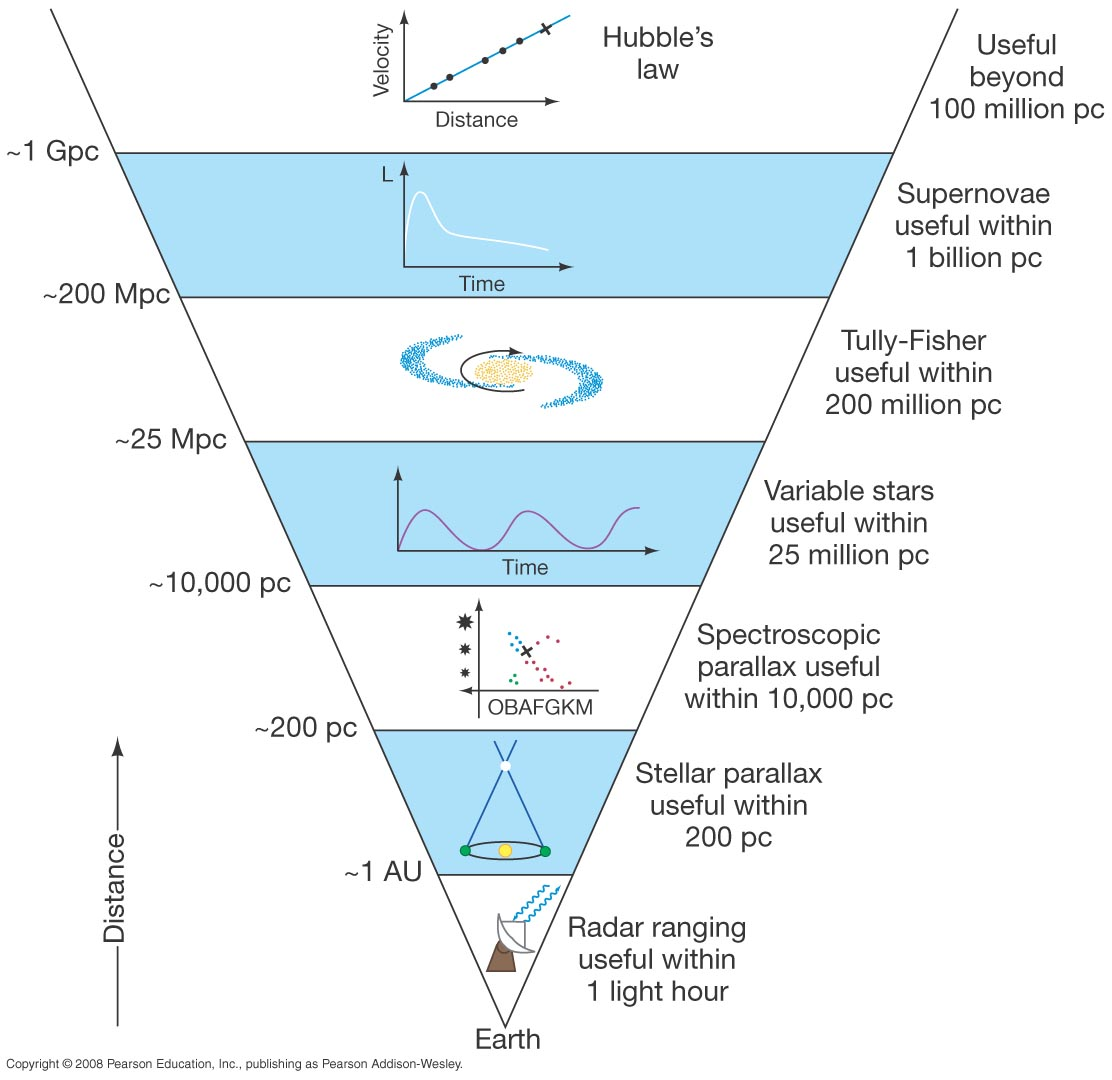 Velocity
Distance
Hubble's
law
Useful
beyond
100 million pc
~1 Gpc
L
Time
Supernovae
useful within
1 billion pc
~200 Mpc
Tully-Fisher
useful within
200 million pc
~25 Mpc
Time
Variable stars
useful within
25 million pc
~10,000 pc
OBAFGKM
Spectroscopic
parallax useful
within 10,000 pc
~200 pc
Stellar parallax
useful within
200 pc
~1 AU
Distance
Radar ranging
useful within
1 light hour
Earth
Copyright © 2008 Pearson Education, Inc., publishing as Pearson Addison-Wesley.